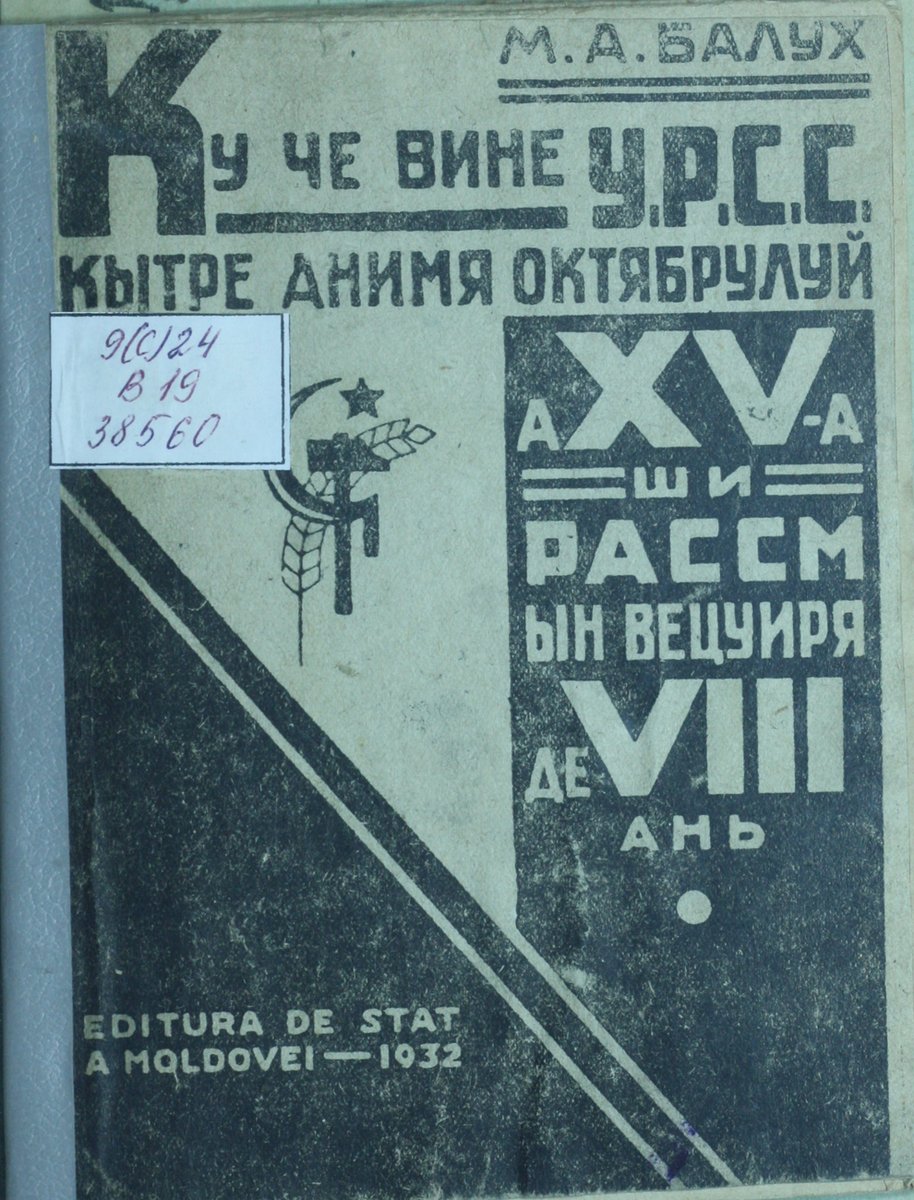 М. А. БАЛУХ
КУ ЧЕ ВИНЕ У.Р.С.С.
КЫТРЕ АНИМЯ ОКТЯБРУЛУЙ
9(С)24
В 19
38560
А XV-А
ШИ
РАССМ
ЫН ВЕЦУИРЯ
ДЕ VIII
АНЬ
EDITURA DE STAT
A MOLDOVEI — 1932